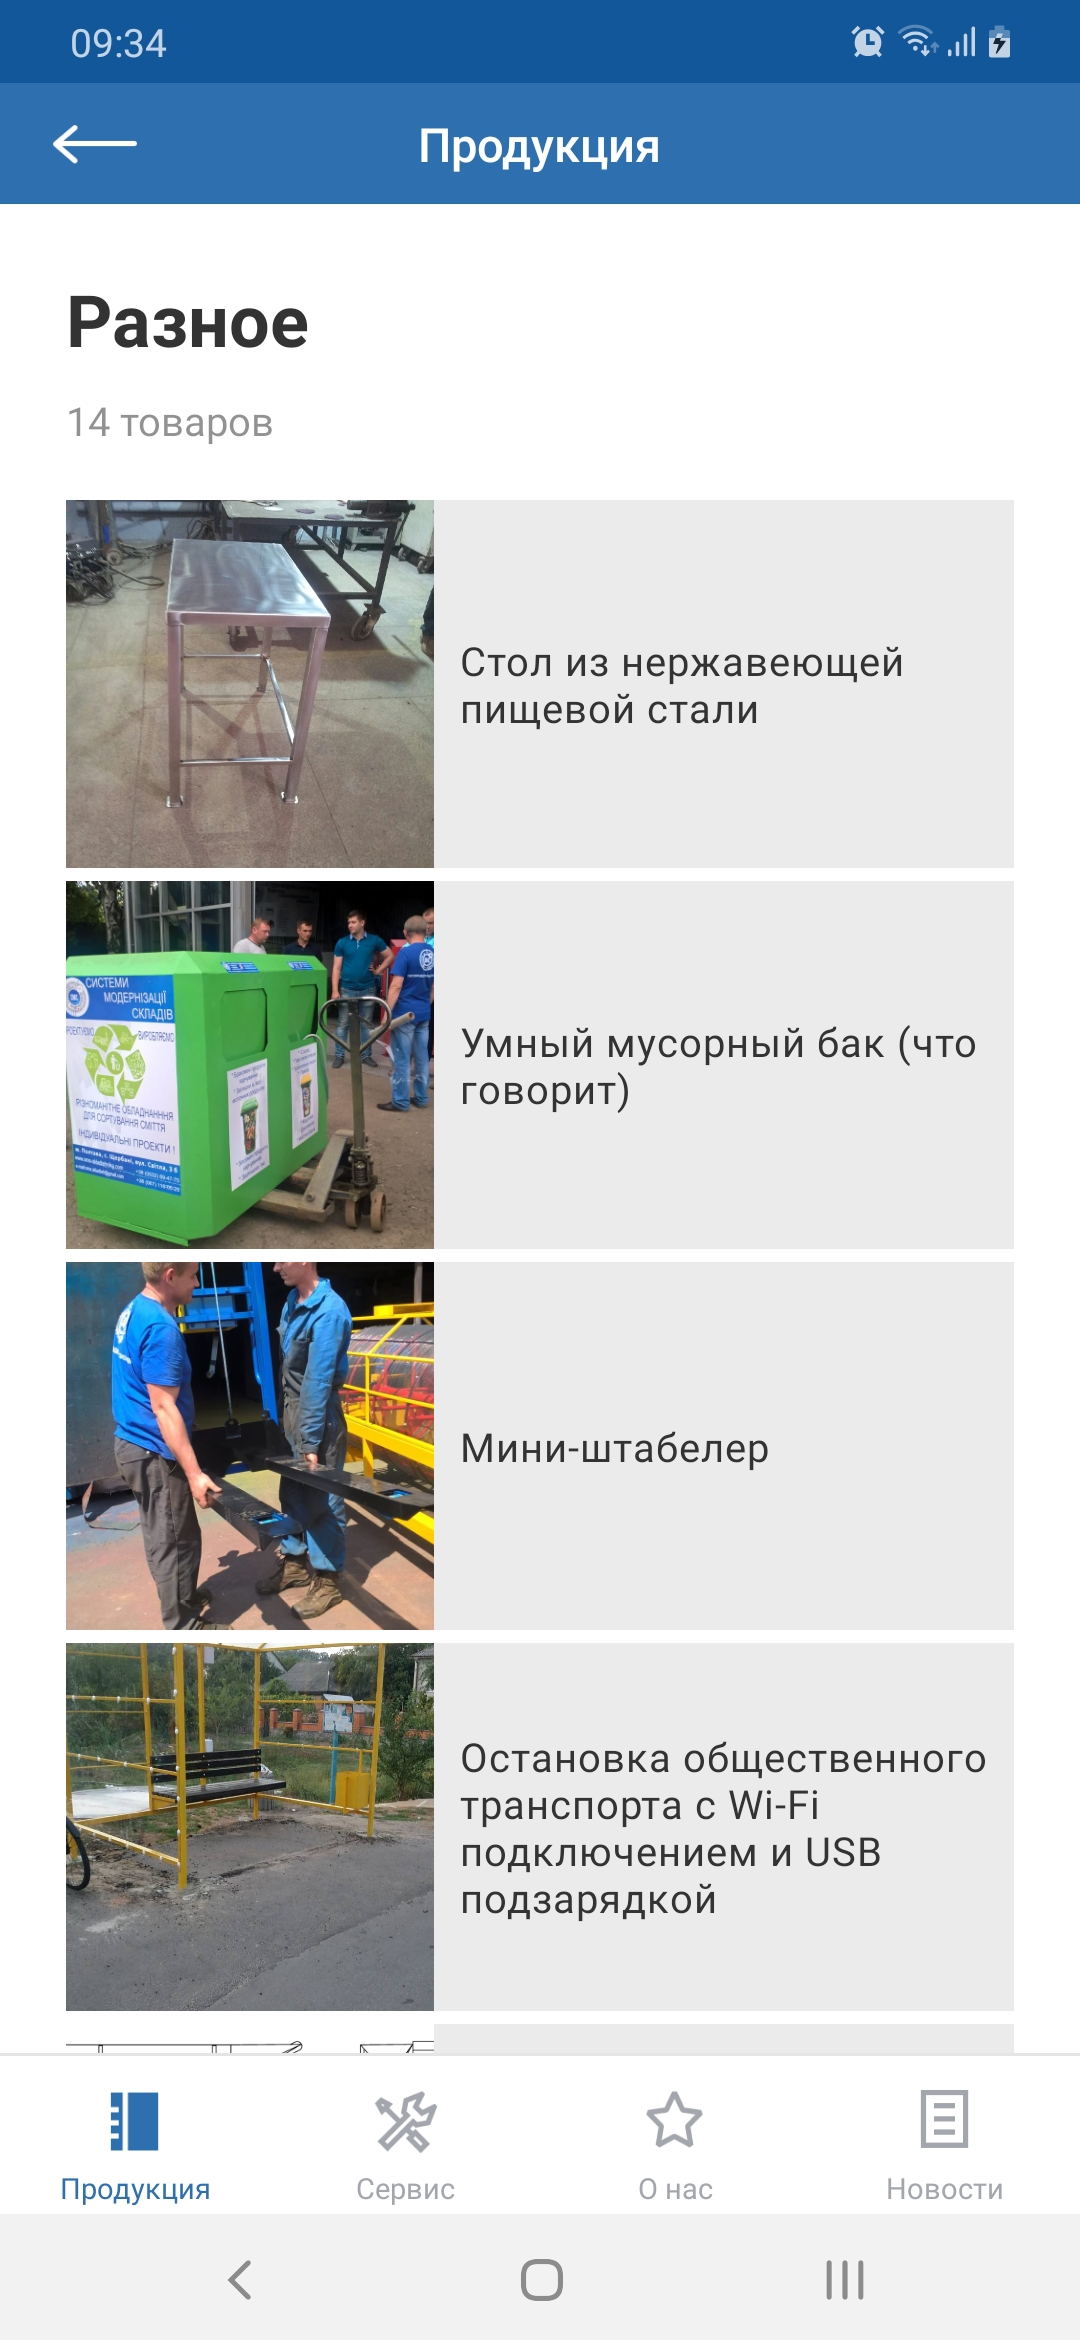 09:34
Продукция
Разное
14 товаров
Стол из нержавеющей
пищевой стали
СИСТЕМИ
МОДЕРНІЗАЦІЇ
СКЛАДІВ
ВИРОБЛЯЄМО
РІЗНОМАНІТНЕ ОБЛАДНАННЯ
ДЛЯ СОРТУВАННЯ СМІТТЯ
ІНДИВІДУАЛЬНІ ПРОЕКТИ !
Умный мусорный бак (что
говорит)
Мини-штабелер
Остановка общественного
транспорта с Wi-Fi
подключением и USB
подзарядкой
Продукция
Сервис
О нас
Новости